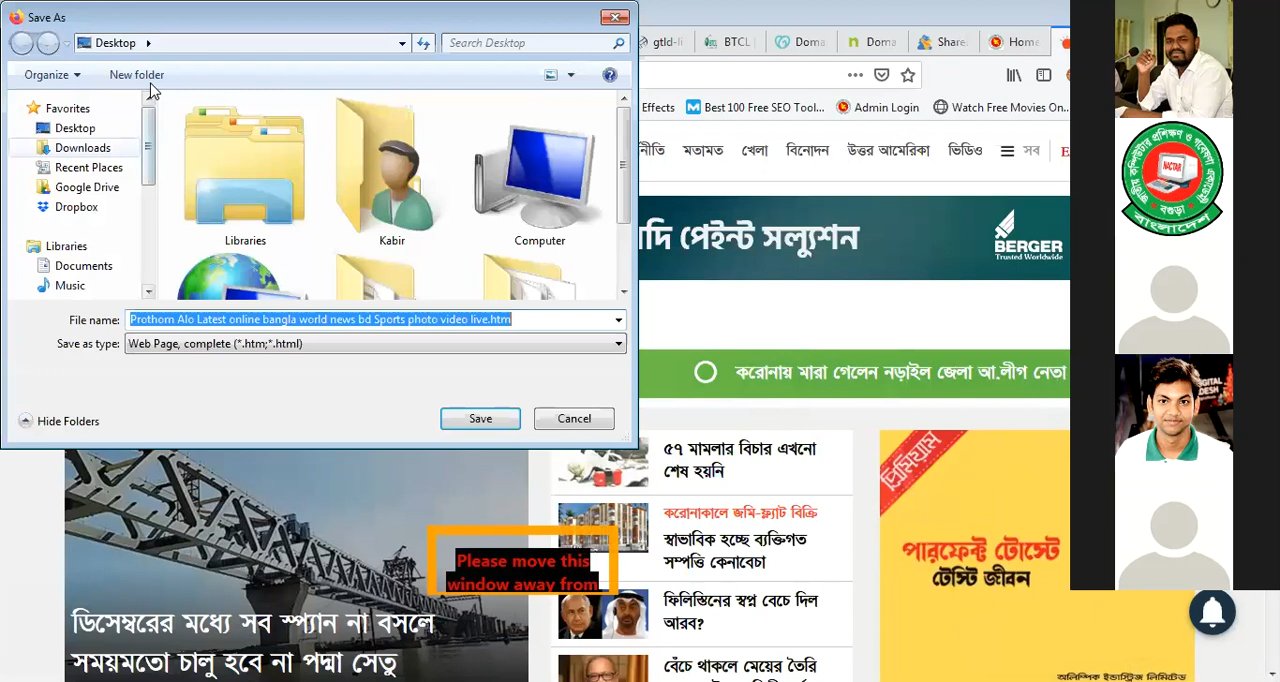 Save As
Desktop
Search Desktop
Organize
New folder
Favorites
Desktop
Downloads
Recent Places
Google Drive
Dropbox
Libraries
Documents
Music
Libraries
Kabir
Computer
File name:
Prothom Alo Latest online bangla world news bd Sports photo video live.htm
Save as type:
Web Page, complete (*.htm;*.html)
Hide Folders
Save
Cancel
gtld-li
BTCL
Doma
Doma
Share
Home
Effects
Best 100 Free SEO Tool...
Admin Login
Watch Free Movies On...
মতামত
খেলা
বিনোদন
উত্তর আমেরিকা
ভিডিও
সব
পেইন্ট সল্যুশন
BERGER
Trusted Worldwide
করোনায় মারা গেলেন নড়াইল জেলা আ.লীগ নেতা
৫৭ মামলার বিচার এখনো
শেষ হয়নি
করোনাকালে জমি-ফ্ল্যাট বিক্রি
স্বাভাবিক হচ্ছে ব্যক্তিগত
সম্পত্তি কেনাবেচা
ফিলিস্তিনের স্বপ্ন বেচে দিল
আরব?
বেঁচে থাকলে মেয়ের তৈরি
ডিসেম্বরের মধ্যে সব স্প্যান না বসলে
সময়মতো চালু হবে না পদ্মা সেতু
Please move this
window away from
প্রিমিয়াম
পারফেক্ট টোস্টে
টেস্টি জীবন
অলিম্পিক ইন্ডাস্ট্রিজ লিমিটেড
NACTAR
বগুড়া
বাংলাদেশ